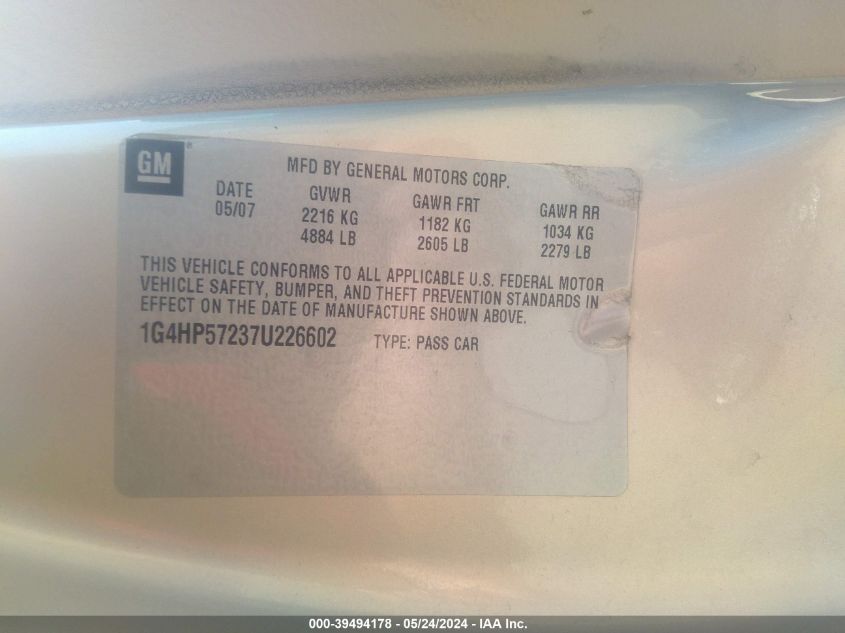 GM®
MFD BY GENERAL MOTORS CORP.
DATE GVWR GAWR FRT GAWR RR
05/07 2216 KG 1182 KG 1034 KG
4884 LB 2605 LB 2279 LB
THIS VEHICLE CONFORMS TO ALL APPLICABLE U.S. FEDERAL MOTOR
VEHICLE SAFETY, BUMPER, AND THEFT PREVENTION STANDARDS IN
EFFECT ON THE DATE OF MANUFACTURE SHOWN ABOVE.
1G4HP57237U226602 TYPE: PASS CAR
000-39494178 - 05/24/2024 - IAA Inc.